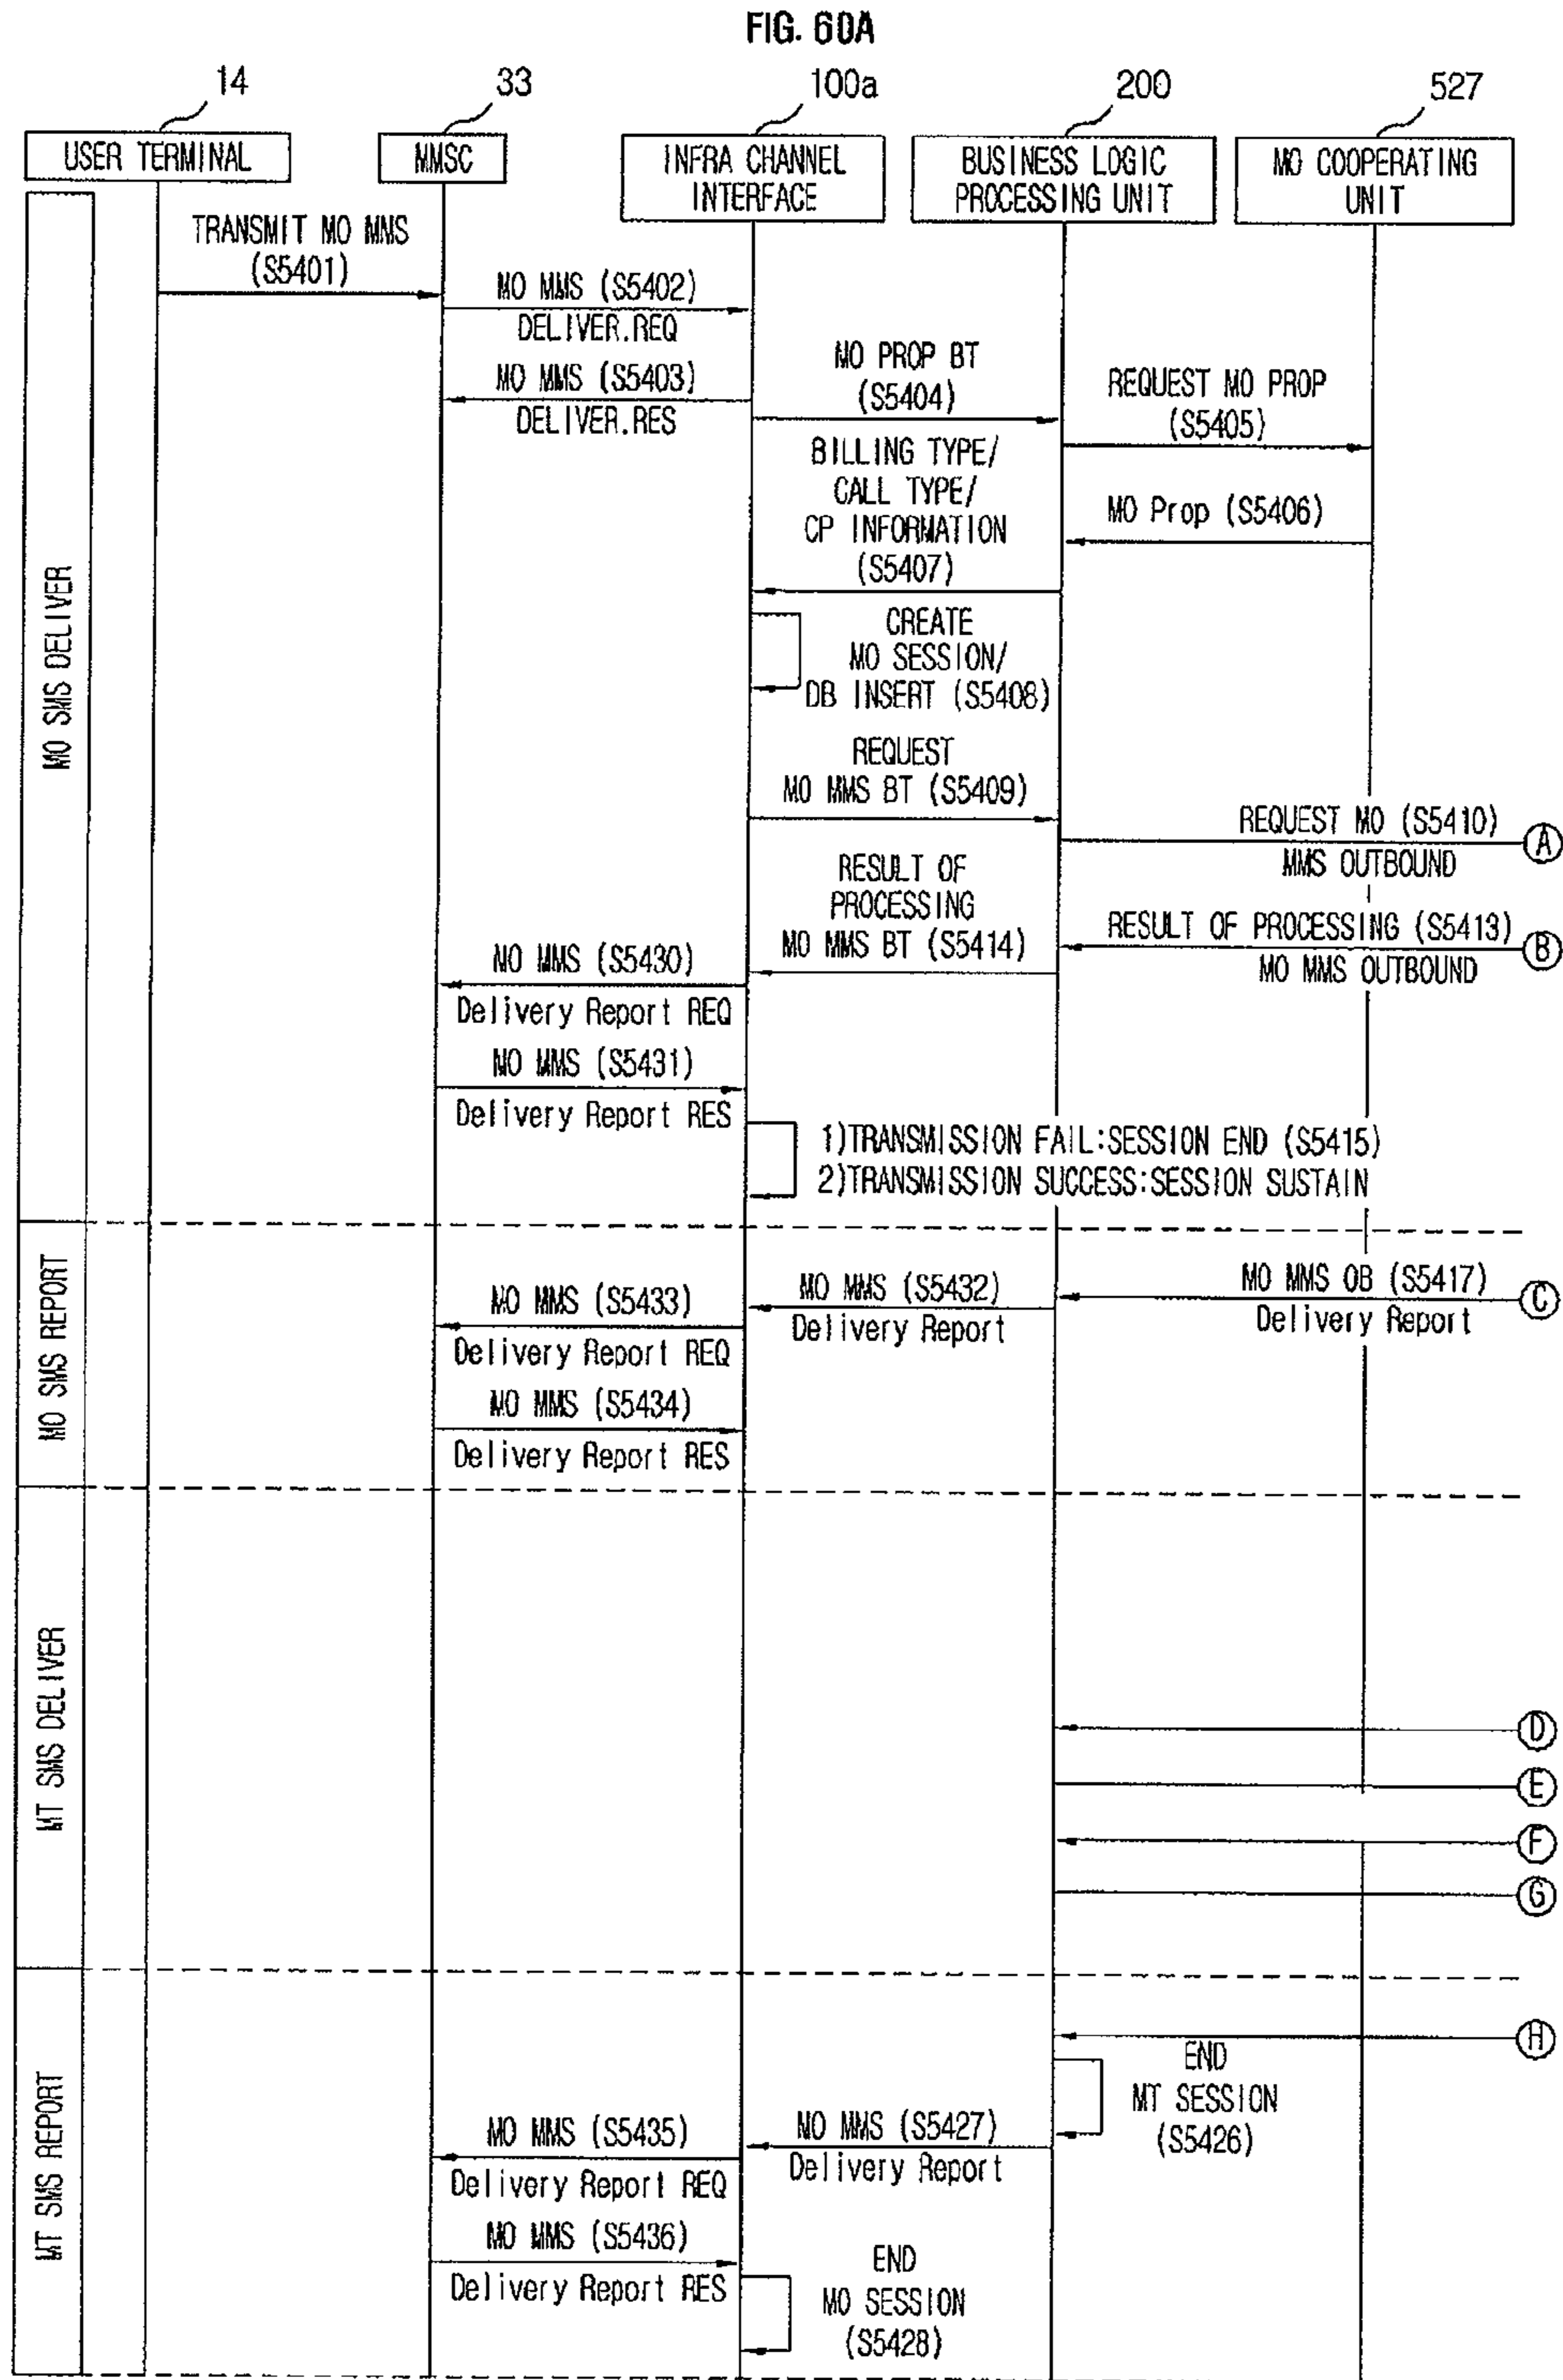 FIG. 60A
14
33
100a
200
527
USER TERMINAL
MMSC
INFRA CHANNEL
INTERFACE
BUSINESS LOGIC
PROCESSING UNIT
MO COOPERATING
UNIT
MO SMS DELIVER
TRANSMIT MO MMS
(S5401)
MO MMS (S5402)
DELIVER.REQ
MO MMS (S5403)
DELIVER.RES
MO PROP BT
(S5404)
REQUEST MO PROP
(S5405)
MO Prop (S5406)
BILLING TYPE/
CALL TYPE/
CP INFORMATION
(S5407)
CREATE
MO SESSION/
DB INSERT (S5408)
REQUEST
MO MMS BT (S5409)
REQUEST MO (S5410)
MMS OUTBOUND
A
RESULT OF
PROCESSING
MO MMS BT (S5414)
RESULT OF PROCESSING (S5413)
MO MMS OUTBOUND
B
MO MMS (S5430)
Delivery Report REQ
MO MMS (S5431)
Delivery Report RES
1)TRANSMISSION FAIL:SESSION END (S5415)
2)TRANSMISSION SUCCESS:SESSION SUSTAIN
MO SMS REPORT
MO MMS OB (S5417)
Delivery Report
C
MO MMS (S5432)
Delivery Report
MO MMS (S5433)
Delivery Report REQ
MO MMS (S5434)
Delivery Report RES
MT SMS DELIVER
D
E
F
G
MT SMS REPORT
H
END
MT SESSION
(S5426)
MO MMS (S5427)
Delivery Report
MO MMS (S5435)
Delivery Report REQ
MO MMS (S5436)
Delivery Report RES
END
MO SESSION
(S5428)